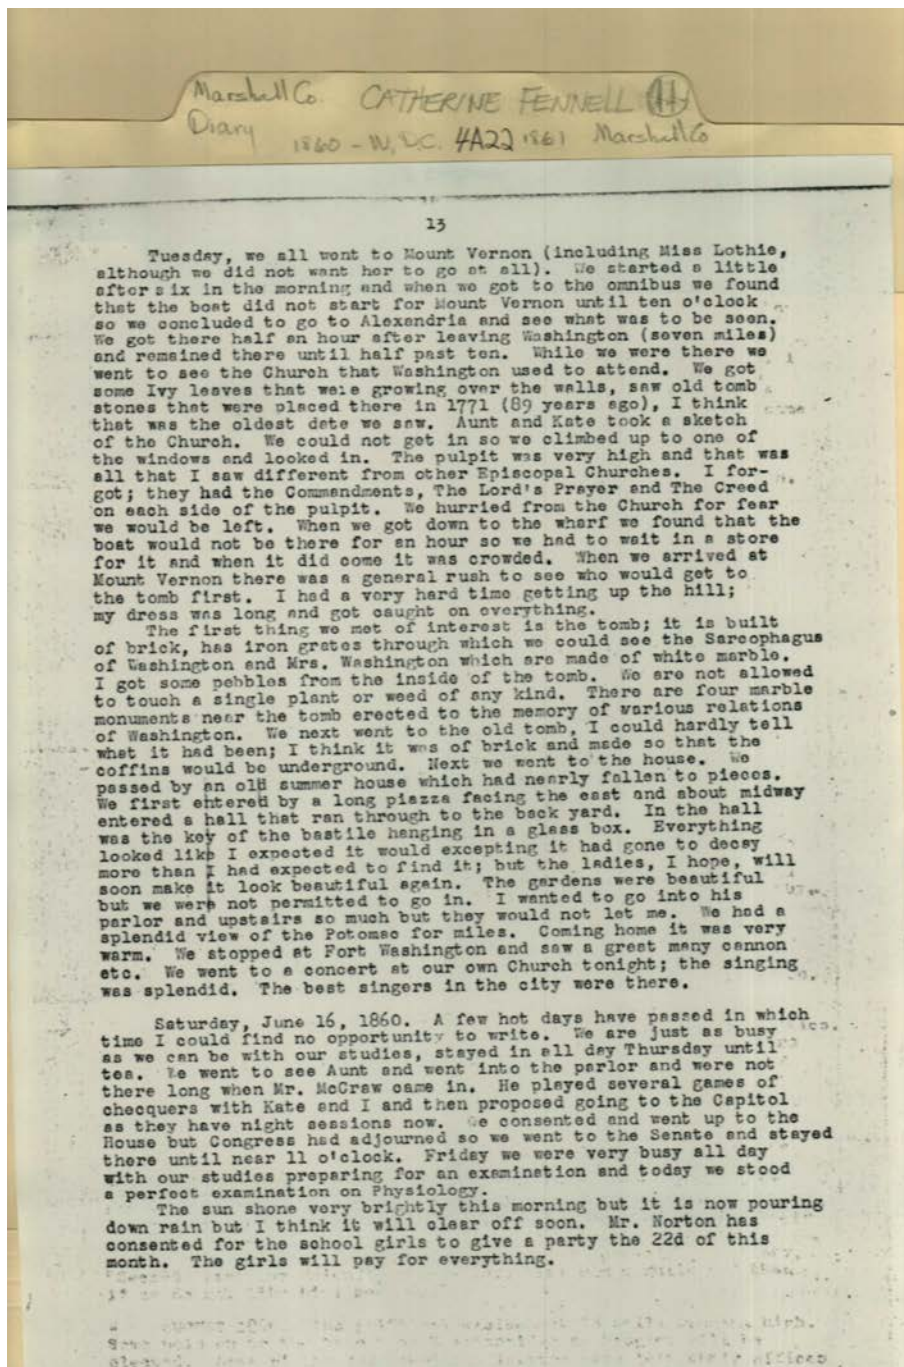 Marshall Co. CATHERINE FENNELL
Diary 1860 - W, D.C. 4A22 1861 Marshall Co
13
Tuesday, we all went to Mount Vernon (including Miss Lothie,
although we did not want her to go at all). We started a little
after six in the morning and when we got to the omnibus we found
that the boat did not start for Mount Vernon until ten o'clock
so we concluded to go to Alexandria and see what was to be seen.
We got there half an hour after leaving Washington (seven miles)
and remained there until half past ten. While we were there we
went to see the Church that Washington used to attend. We got
some Ivy leaves that were growing over the walls, saw old tomb
stones that were placed there in 1771 (89 years ago), I think
that was the oldest date we saw. Aunt and Kate took a sketch
of the Church. We could not get in so we climbed up to one of
the windows and looked in. The pulpit was very high and that was
all that I saw different from other Episcopal Churches. I for-
got; they had the Commandments, The Lord's Prayer and The Creed
on each side of the pulpit. We hurried from the Church for fear
we would be left. When we got down to the wharf we found that the
boat would not be there for an hour so we had to wait in a store
for it and when it did come it was crowded. When we arrived at
Mount Vernon there was a general rush to see who would get to
the tomb first. I had a very hard time getting up the hill;
my dress was long and got caught on everything.
The first thing we met of interest is the tomb; it is built
of brick, has iron grates through which we could see the Sarcophagus
of Washington and Mrs. Washington which are made of white marble.
I got some pebbles from the inside of the tomb. We are not allowed
to touch a single plant or weed of any kind. There are four marble
monuments near the tomb erected to the memory of various relations
of Washington. We next went to the old tomb, I could hardly tell
what it had been; I think it was of brick and made so that the
coffins would be underground. Next we went to the house. We
passed by an old summer house which had nearly fallen to pieces.
We first entered by a long piazza facing the east and about midway
entered a hall that ran through to the back yard. In the hall
was the key of the bastile hanging in a glass box. Everything
looked like I expected it would excepting it had gone to decay
more than I had expected to find it; but the ladies, I hope, will
soon make it look beautiful again. The gardens were beautiful
but we were not permitted to go in. I wanted to go into his
parlor and upstairs so much but they would not let me. We had a
splendid view of the Potomac for miles. Coming home it was very
warm. We stopped at Fort Washington and saw a great many cannon
etc. We went to a concert at our own Church tonight; the singing
was splendid. The best singers in the city were there.
Saturday, June 16, 1860. A few hot days have passed in which
time I could find no opportunity to write. We are just as busy
as we can be with our studies, stayed in all day Thursday until
tea. We went to see Aunt and went into the parlor and were not
there long when Mr. McCraw came in. He played several games of
checquers with Kate and I and then proposed going to the Capitol
as they have night sessions now. We consented and went up to the
House but Congress had adjourned so we went to the Senate and stayed
there until near 11 o'clock. Friday we were very busy all day
with our studies preparing for an examination and today we stood
a perfect examination on Physiology.
The sun shone very brightly this morning but it is now pouring
down rain but I think it will clear off soon. Mr. Norton has
consented for the school girls to give a party the 22d of this
month. The girls will pay for everything.